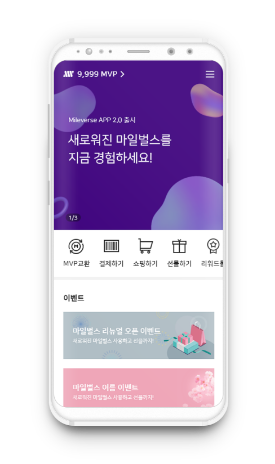 9,999 MVP
Mileverse APP 2.0 출시
새로워진 마일벌스를
지금 경험하세요!
1/3
MVP교환 결제하기 쇼핑하기 선물하기 리워드
이벤트
마일벌스 리뉴얼 오픈 이벤트
새로워진 마일벌스 사용하고 선물까지!
마일벌스 여름 이벤트
새로워진 마일벌스 사용하고 선물까지!